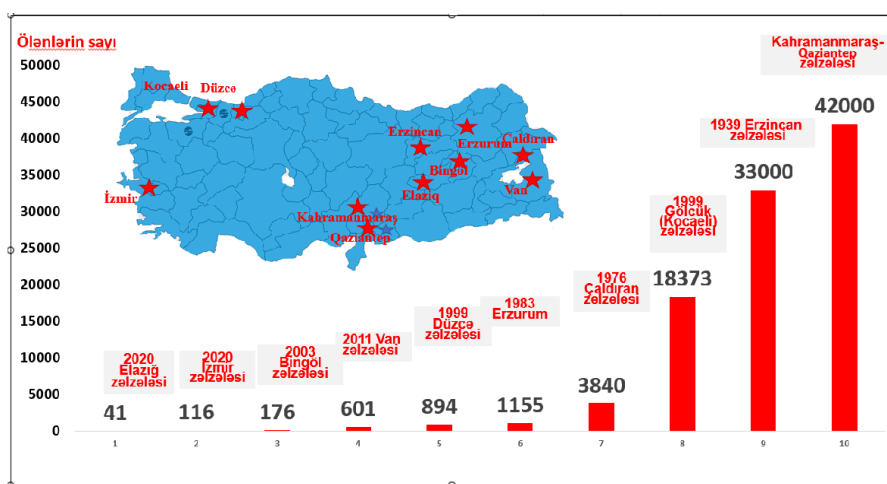 Ölənlərin sayı
50000
45000
40000
35000
30000
25000
20000
15000
10000
5000
0
Kocaeli
Düzcə
Erzincan
Erzurum
Çaldıran
Bingöl
Elazıq
Van
İzmir
Kahramanmaraş
Qaziantep
2020
Elazığ
zəlzələsi
41
2020
İzmir
zəlzələsi
116
2003
Bingöl
zəlzələsi
176
2011 Van
zəlzələsi
601
1999
Düzcə
zəlzələsi
894
1983
Erzurum
1155
1976
Çaldıran
zəlzələsi
3840
1999
Gölcük
(Kocaeli)
zəlzələsi
18373
1939 Erzincan
zəlzələsi
33000
Kahramanmaraş-
Qaziantep
zəlzələsi
42000
1
2
3
4
5
6
7
8
9
10